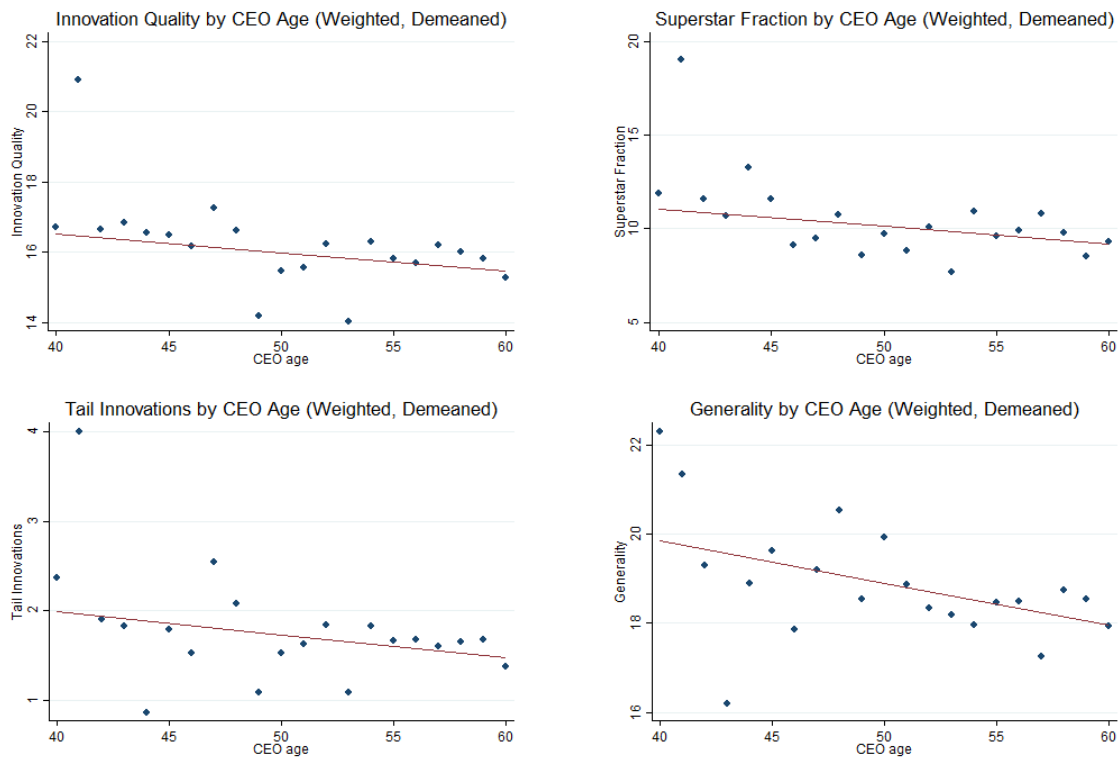 Innovation Quality by CEO Age (Weighted, Demeaned)
22
20
18
16
14
Innovation Quality
40 45 50 55 60
CEO age
Superstar Fraction by CEO Age (Weighted, Demeaned)
20
15
10
5
Superstar Fraction
40 45 50 55 60
CEO age
Tail Innovations by CEO Age (Weighted, Demeaned)
4
3
2
1
Tail Innovations
40 45 50 55 60
CEO age
Generality by CEO Age (Weighted, Demeaned)
22
20
18
16
Generality
40 45 50 55 60
CEO age